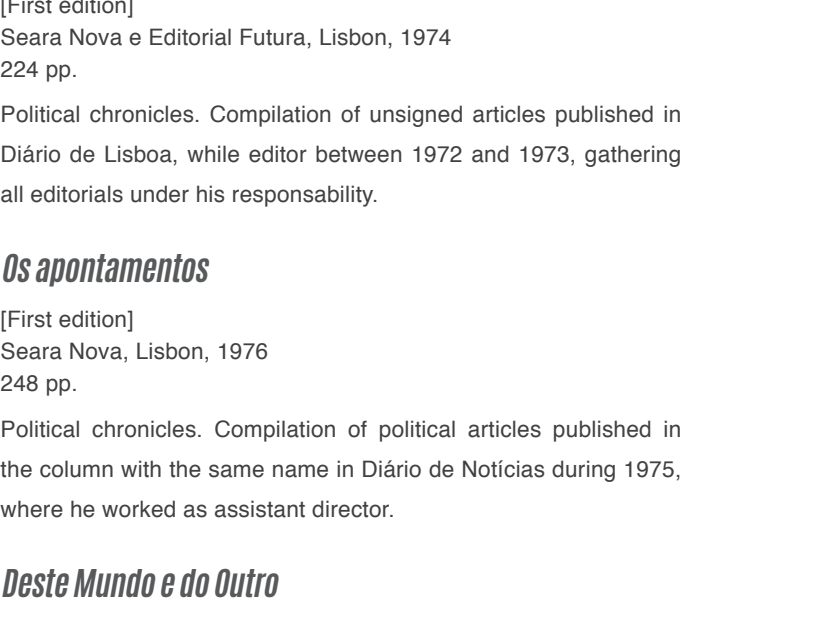 [First edition]
Seara Nova e Editorial Futura, Lisbon, 1974
224 pp.
Political chronicles. Compilation of unsigned articles published in
Diário de Lisboa, while editor between 1972 and 1973, gathering
all editorials under his responsability.
Os apontamentos
[First edition]
Seara Nova, Lisbon, 1976
248 pp.
Political chronicles. Compilation of political articles published in
the column with the same name in Diário de Notícias during 1975,
where he worked as assistant director.
Deste Mundo e do Outro